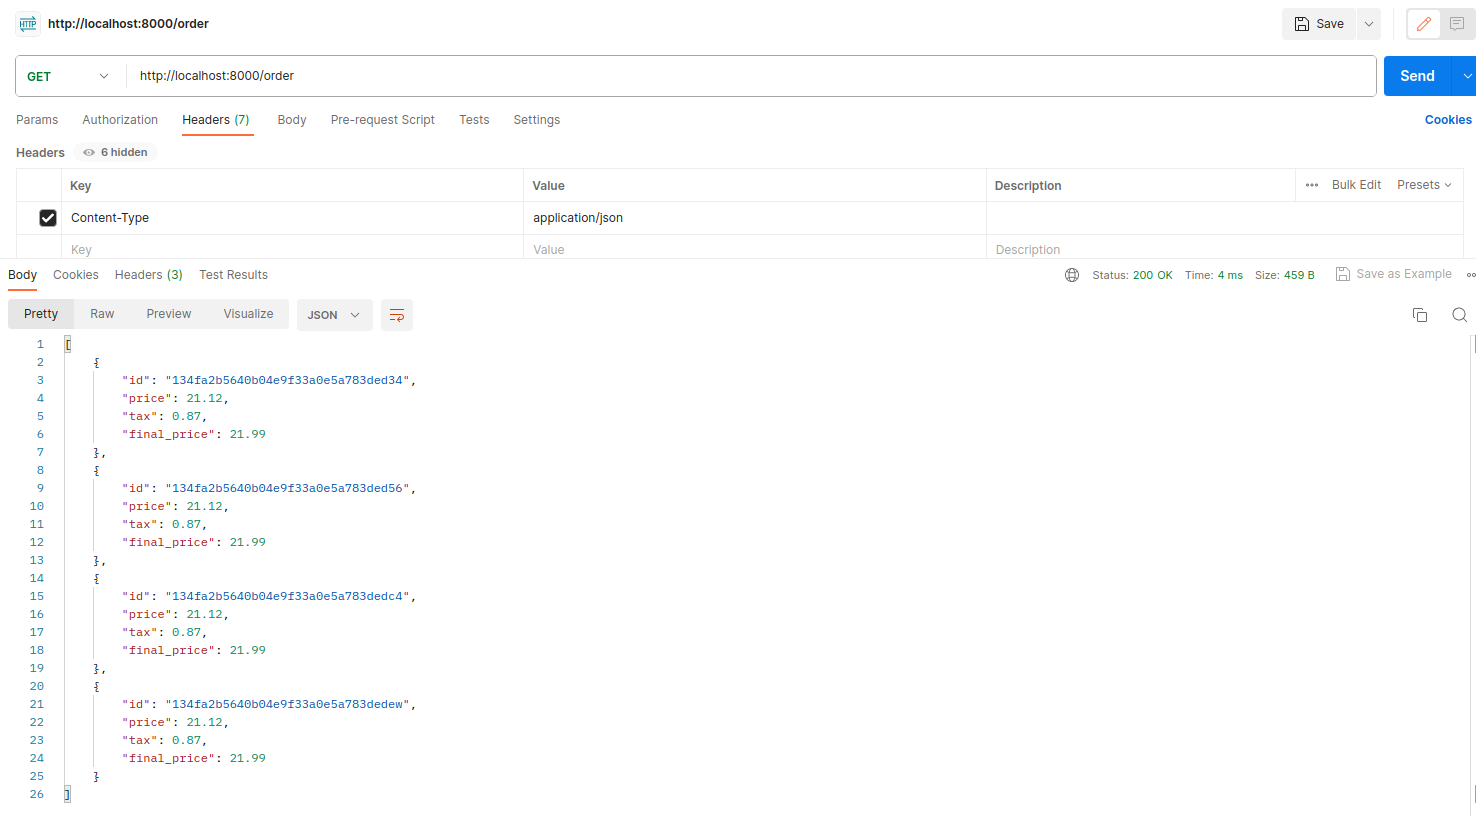 HTTP http://localhost:8000/order Save
GET http://localhost:8000/order Send
Params Authorization Headers (7) Body Pre-request Script Tests Settings Cookies
Headers 6 hidden
Key Value Description Bulk Edit Presets
Content-Type application/json
Key Value Description
Body Cookies Headers (3) Test Results Status: 200 OK Time: 4 ms Size: 459 B Save as Example
Pretty Raw Preview Visualize JSON
1 [
2 {
3 "id": "134fa2b5640b04e9f33a0e5a783ded34",
4 "price": 21.12,
5 "tax": 0.87,
6 "final_price": 21.99
7 },
8 {
9 "id": "134fa2b5640b04e9f33a0e5a783ded56",
10 "price": 21.12,
11 "tax": 0.87,
12 "final_price": 21.99
13 },
14 {
15 "id": "134fa2b5640b04e9f33a0e5a783dedc4",
16 "price": 21.12,
17 "tax": 0.87,
18 "final_price": 21.99
19 },
20 {
21 "id": "134fa2b5640b04e9f33a0e5a783dedew",
22 "price": 21.12,
23 "tax": 0.87,
24 "final_price": 21.99
25 }
26 ]